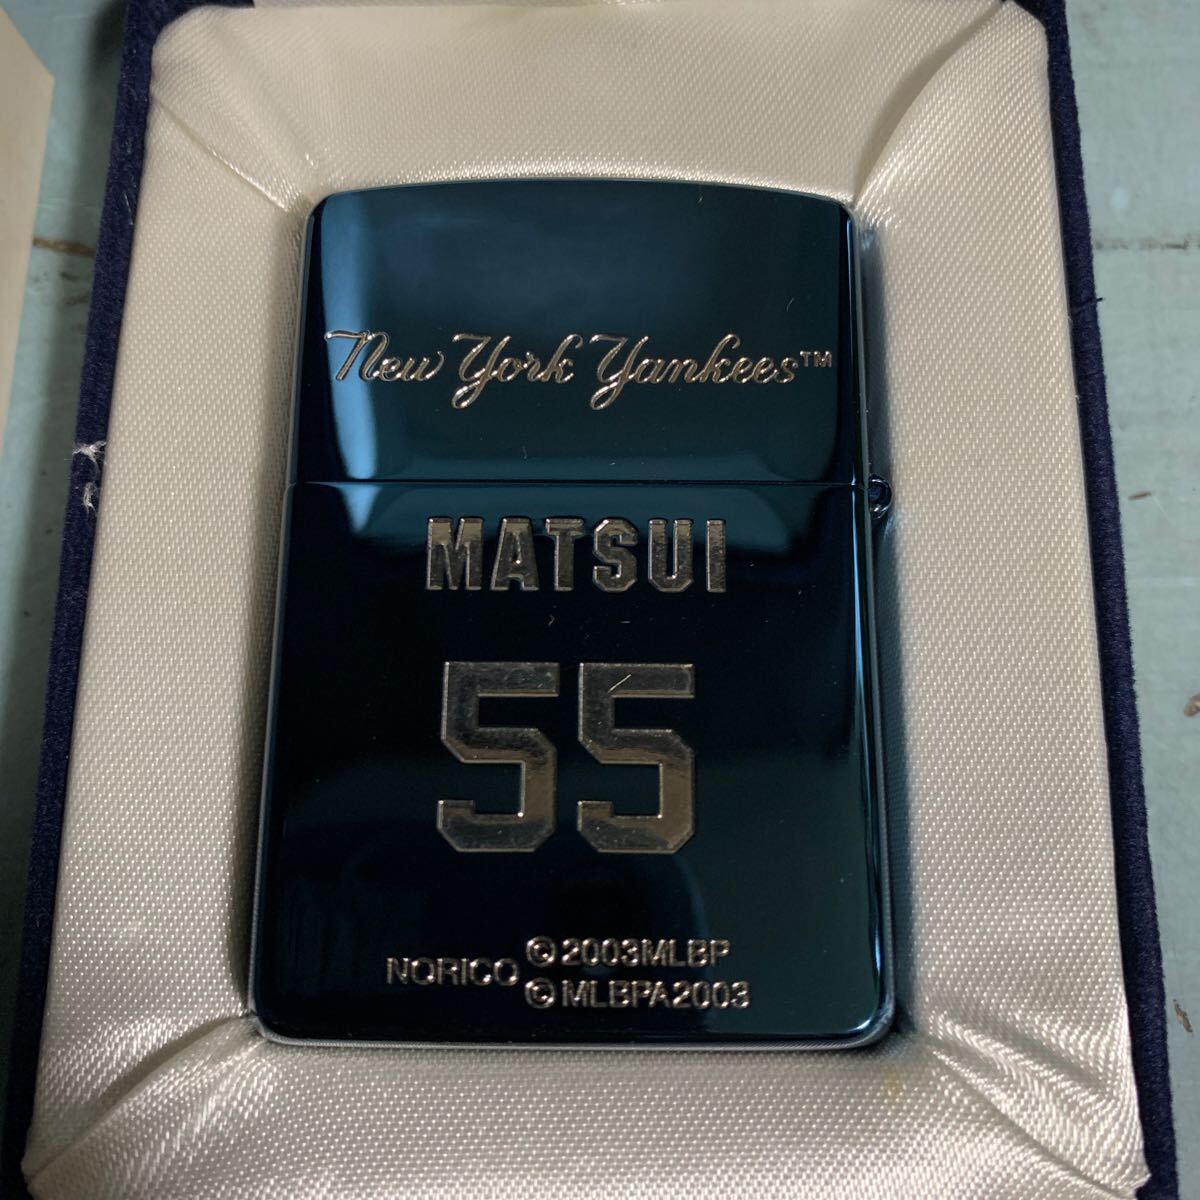 New York Yankees™
MATSUI
55
NORICO ©2003MLBP
©MLBPA2003